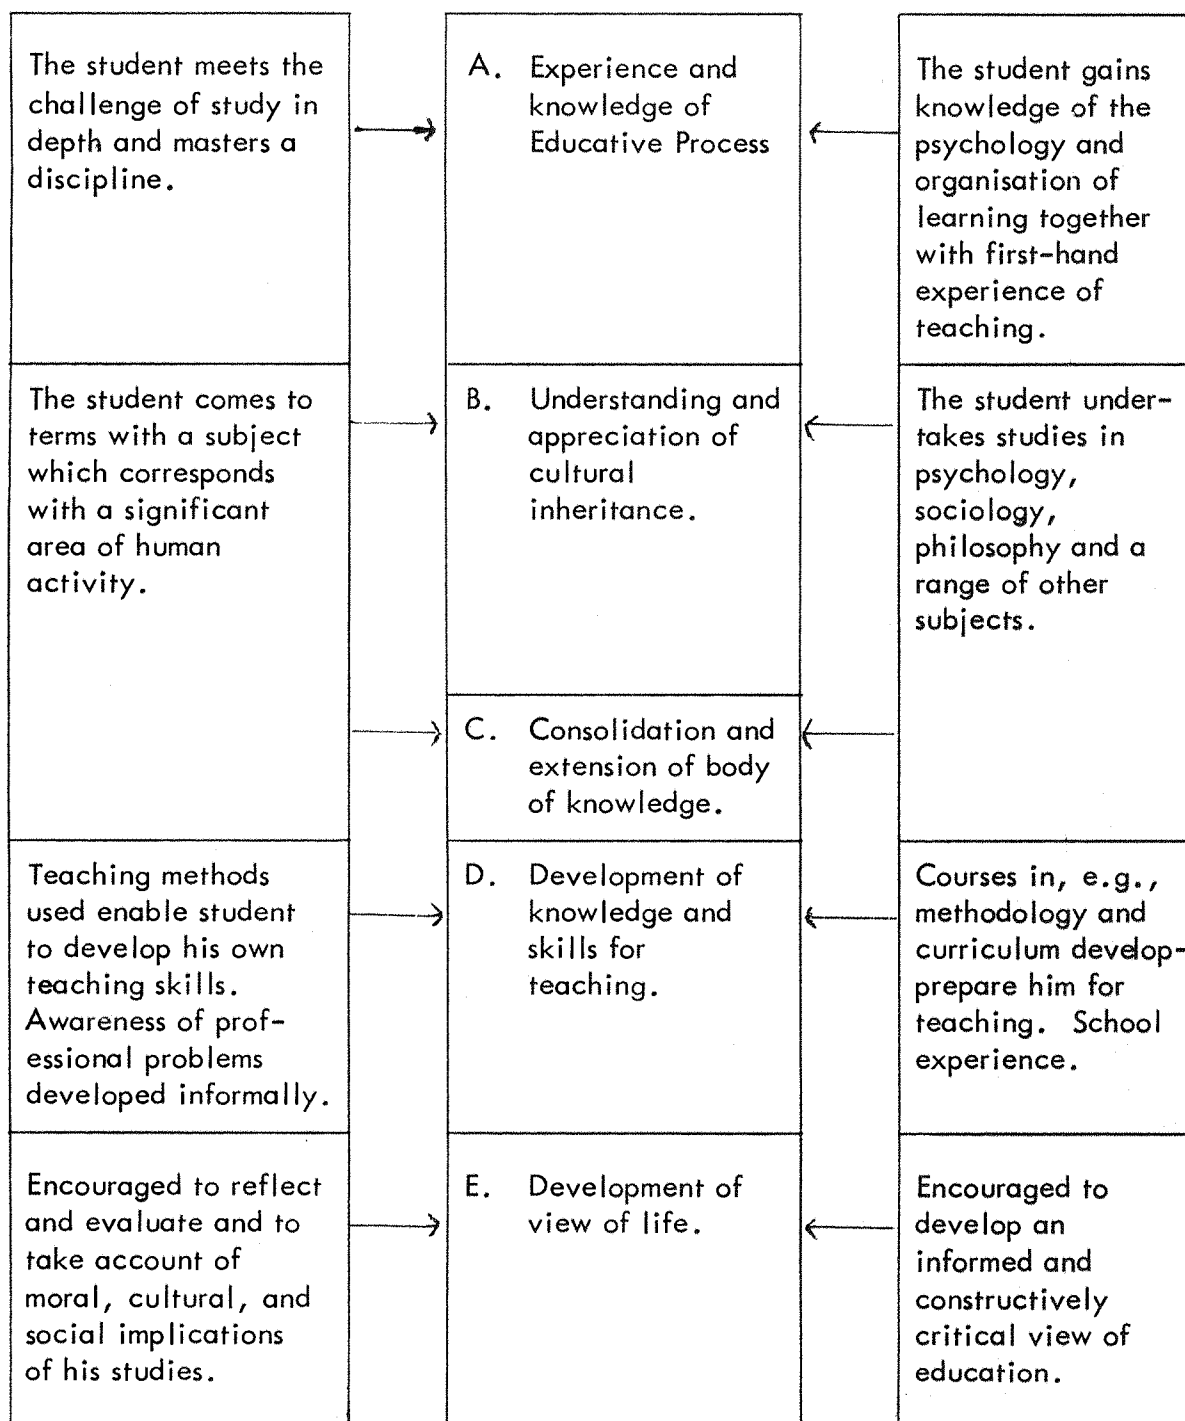 The student meets the
challenge of study in
depth and masters a
discipline.
A. Experience and
knowledge of
Educative Process
The student gains
knowledge of the
psychology and
organisation of
learning together
with first-hand
experience of
teaching.
The student comes to
terms with a subject
which corresponds
with a significant
area of human
activity.
B. Understanding and
appreciation of
cultural
inheritance.
The student under-
takes studies in
psychology,
sociology,
philosophy and a
range of other
subjects.
C. Consolidation and
extension of body
of knowledge.
Teaching methods
used enable student
to develop his own
teaching skills.
Awareness of prof-
essional problems
developed informally.
D. Development of
knowledge and
skills for
teaching.
Courses in, e.g.,
methodology and
curriculum develop-
prepare him for
teaching. School
experience.
Encouraged to reflect
and evaluate and to
take account of
moral, cultural, and
social implications
of his studies.
E. Development of
view of life.
Encouraged to
develop an
informed and
constructively
critical view of
education.